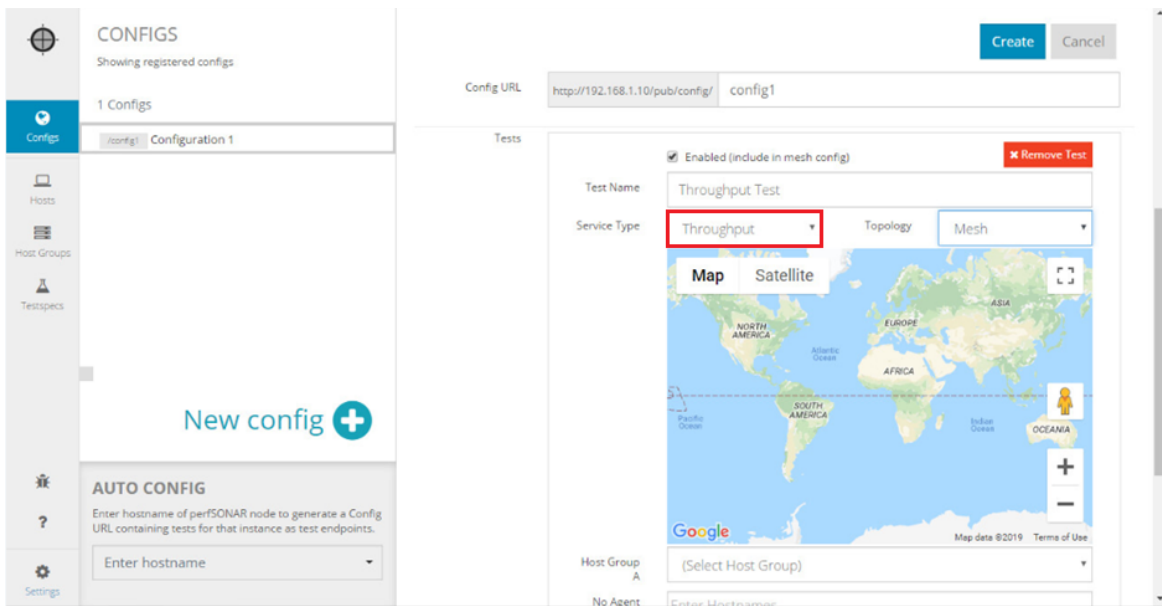 CONFIGS
Showing registered configs
1 Configs
/config1 Configuration 1
Configs
Hosts
Host Groups
Testspecs
New config
AUTO CONFIG
Enter hostname of perfSONAR node to generate a Config
URL containing tests for that instance as test endpoints.
Enter hostname
?
Settings
Create Cancel
Config URL http://192.168.1.10/pub/config/ config1
Tests
Enabled (include in mesh config) Remove Test
Test Name Throughput Test
Service Type Throughput Topology Mesh
Map Satellite
ASIA
NORTH
AMERICA
EUROPE
Atlantic
Ocean
AFRICA
SOUTH
AMERICA
Pacific
Ocean
Indian
Ocean
OCEANIA
+
−
Google Map data ©2019 Terms of Use
Host Group
A
(Select Host Group)
No Agent Enter Hostnames